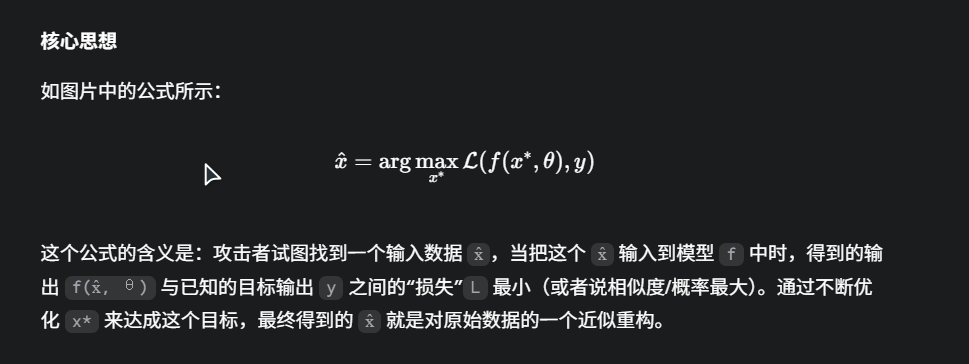 核心思想
如图片中的公式所示：
x̂ = arg max ℒ(f(x*, θ), y)
x*
这个公式的含义是：攻击者试图找到一个输入数据 x̂，当把这个 x̂ 输入到模型 f 中时，得到的输
出 f(x̂, θ) 与已知的目标输出 y 之间的“损失”L 最小（或者说相似度/概率最大）。通过不断优
化 x* 来达成这个目标，最终得到的 x̂ 就是对原始数据的一个近似重构。